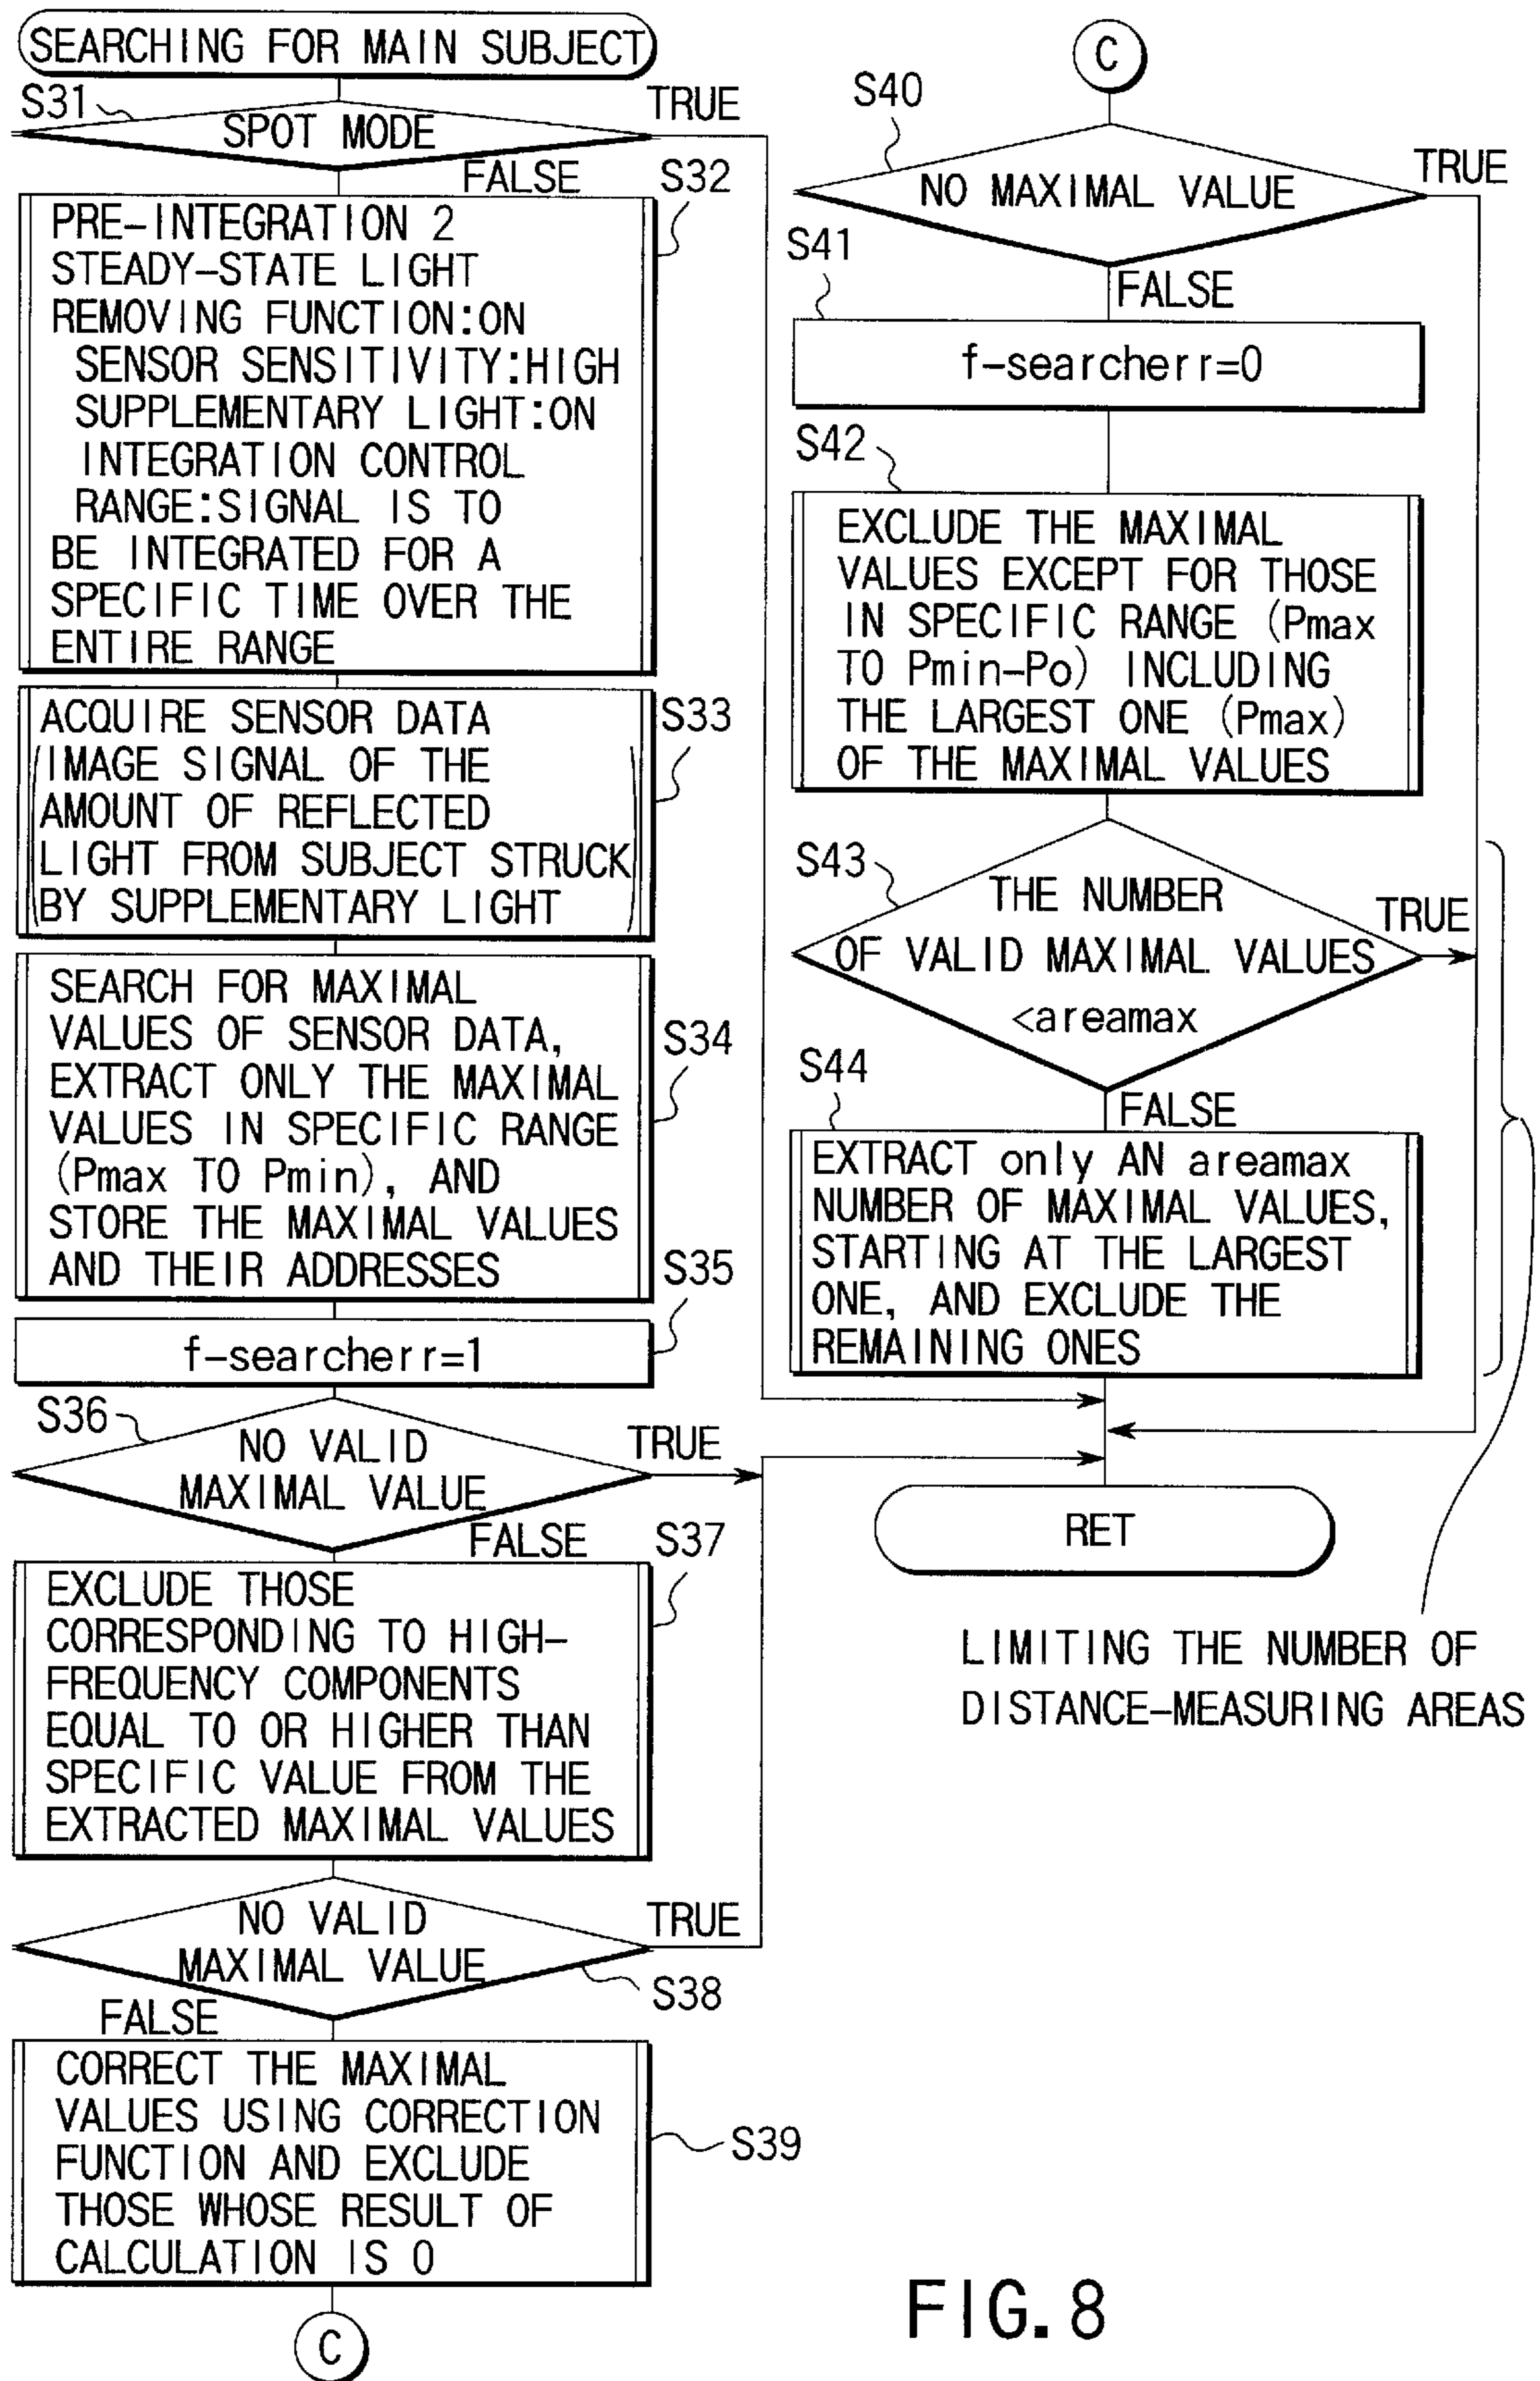 SEARCHING FOR MAIN SUBJECT
S31
SPOT MODE
TRUE
FALSE
S32
PRE-INTEGRATION 2
STEADY-STATE LIGHT
REMOVING FUNCTION:ON
SENSOR SENSITIVITY:HIGH
SUPPLEMENTARY LIGHT:ON
INTEGRATION CONTROL
RANGE:SIGNAL IS TO
BE INTEGRATED FOR A
SPECIFIC TIME OVER THE
ENTIRE RANGE
S33
ACQUIRE SENSOR DATA
(IMAGE SIGNAL OF THE
AMOUNT OF REFLECTED
LIGHT FROM SUBJECT STRUCK
BY SUPPLEMENTARY LIGHT)
S34
SEARCH FOR MAXIMAL
VALUES OF SENSOR DATA,
EXTRACT ONLY THE MAXIMAL
VALUES IN SPECIFIC RANGE
(Pmax TO Pmin), AND
STORE THE MAXIMAL VALUES
AND THEIR ADDRESSES
S35
f-searcherr=1
S36
NO VALID
MAXIMAL VALUE
TRUE
FALSE
S37
EXCLUDE THOSE
CORRESPONDING TO HIGH-
FREQUENCY COMPONENTS
EQUAL TO OR HIGHER THAN
SPECIFIC VALUE FROM THE
EXTRACTED MAXIMAL VALUES
NO VALID
MAXIMAL VALUE
TRUE
S38
FALSE
CORRECT THE MAXIMAL
VALUES USING CORRECTION
FUNCTION AND EXCLUDE
THOSE WHOSE RESULT OF
CALCULATION IS 0
S39
C
C
S40
NO MAXIMAL VALUE
TRUE
FALSE
S41
f-searcherr=0
S42
EXCLUDE THE MAXIMAL
VALUES EXCEPT FOR THOSE
IN SPECIFIC RANGE (Pmax
TO Pmin-Po) INCLUDING
THE LARGEST ONE (Pmax)
OF THE MAXIMAL VALUES
S43
THE NUMBER
OF VALID MAXIMAL VALUES
<areamax
TRUE
FALSE
S44
EXTRACT only AN areamax
NUMBER OF MAXIMAL VALUES,
STARTING AT THE LARGEST
ONE, AND EXCLUDE THE
REMAINING ONES
RET
LIMITING THE NUMBER OF
DISTANCE-MEASURING AREAS
FIG. 8